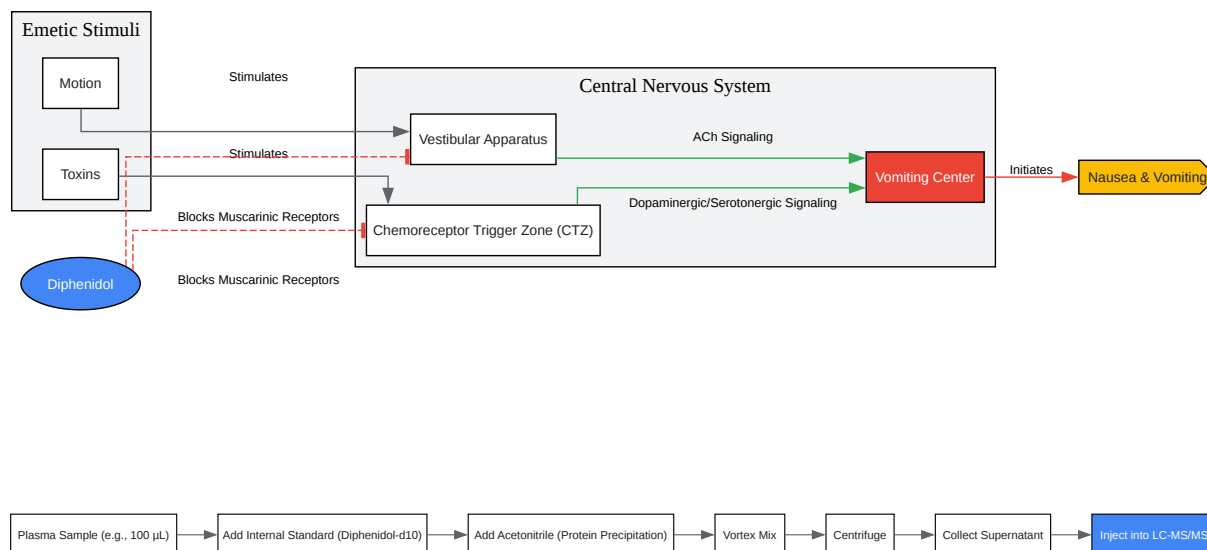 Emetic Stimuli
Motion
Stimulates
Central Nervous System
Vestibular Apparatus
ACh Signaling
Toxins
Stimulates
Vomiting Center
Initiates
Nausea & Vomiting
Blocks Muscarinic Receptors
Chemoreceptor Trigger Zone (CTZ)
Dopaminergic/Serotonergic Signaling
Diphenidol
Blocks Muscarinic Receptors
Plasma Sample (e.g., 100 µL)
Add Internal Standard (Diphenidol-d10)
Add Acetonitrile (Protein Precipitation)
Vortex Mix
Centrifuge
Collect Supernatant
Inject into LC-MS/MS